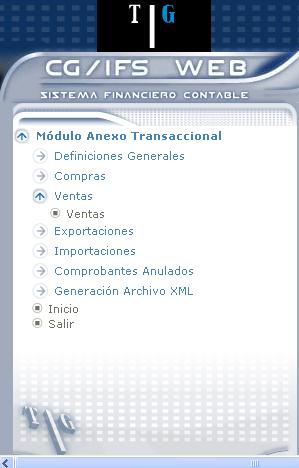 T G
CG/IFS WEB
SISTEMA FINANCIERO CONTABLE
Módulo Anexo Transaccional
Definiciones Generales
Compras
Ventas
Ventas
Exportaciones
Importaciones
Comprobantes Anulados
Generación Archivo XML
Inicio
Salir
T G